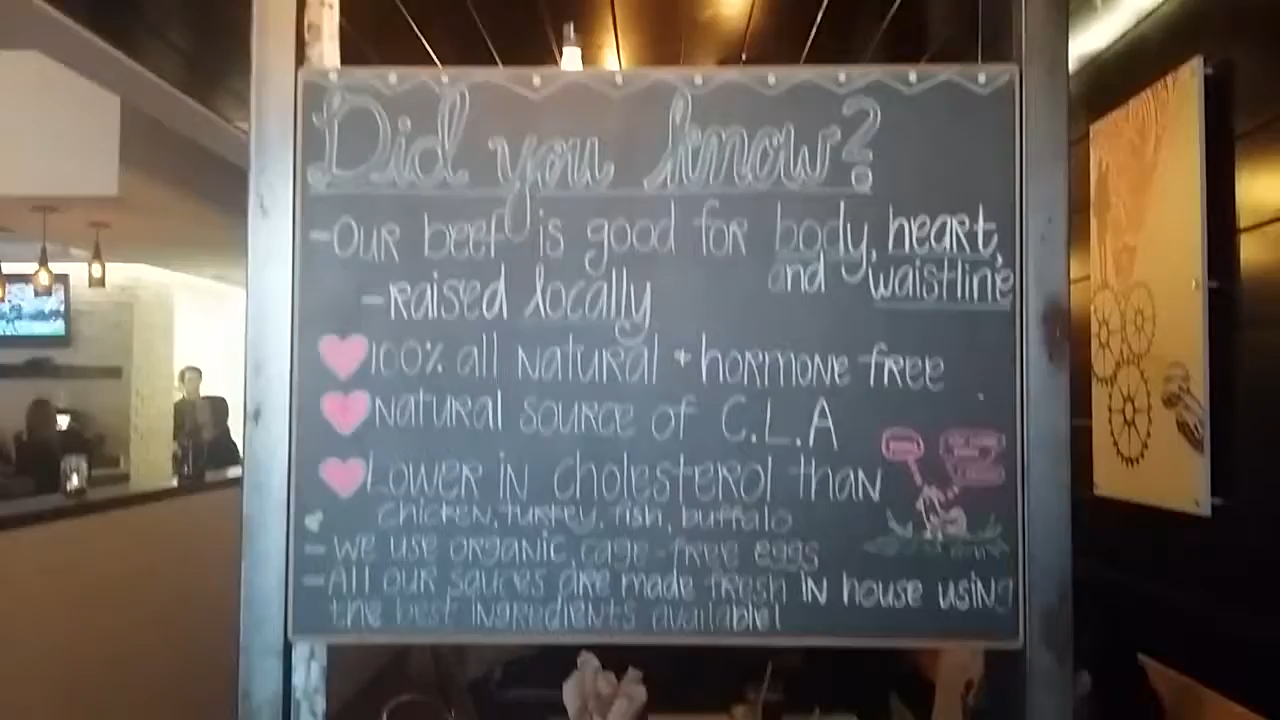 Did you know?
-OUR beef is good for body, heart,
and waistline
-raised locally
100% all natural + hormone free
natural source of C.L.A
Lower in cholesterol than
chicken, turkey, fish, buffalo
- we use organic cage-free eggs
- All our sauces are made fresh in house using
the best ingredients available!